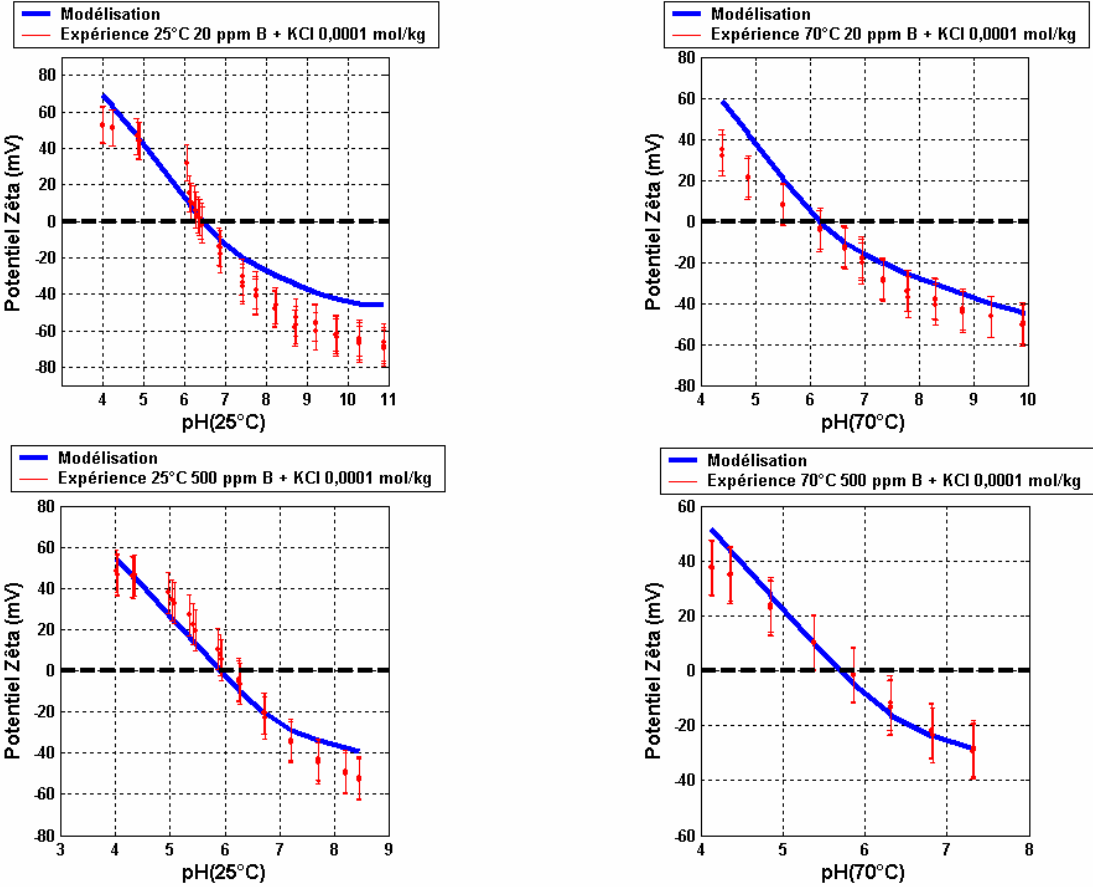 Modélisation
Expérience 25°C 20 ppm B + KCl 0,0001 mol/kg
80
60
40
20
0
-20
-40
-60
-80
Potentiel Zêta (mV)
4 5 6 7 8 9 10 11
pH(25°C)
Modélisation
Expérience 70°C 20 ppm B + KCl 0,0001 mol/kg
80
60
40
20
0
-20
-40
-60
-80
Potentiel Zêta (mV)
4 5 6 7 8 9 10
pH(70°C)
Modélisation
Expérience 25°C 500 ppm B + KCl 0,0001 mol/kg
80
60
40
20
0
-20
-40
-60
-80
Potentiel Zêta (mV)
3 4 5 6 7 8 9
pH(25°C)
Modélisation
Expérience 70°C 500 ppm B + KCl 0,0001 mol/kg
60
40
20
0
-20
-40
-60
Potentiel Zêta (mV)
4 5 6 7 8
pH(70°C)